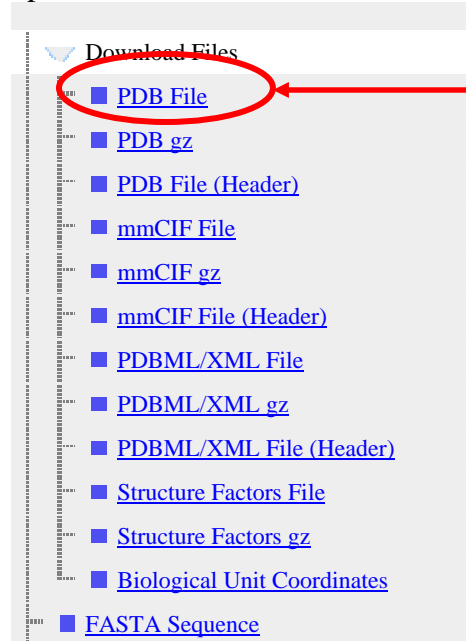 Download Files
PDB File
PDB gz
PDB File (Header)
mmCIF File
mmCIF gz
mmCIF File (Header)
PDBML/XML File
PDBML/XML gz
PDBML/XML File (Header)
Structure Factors File
Structure Factors gz
Biological Unit Coordinates
FASTA Sequence